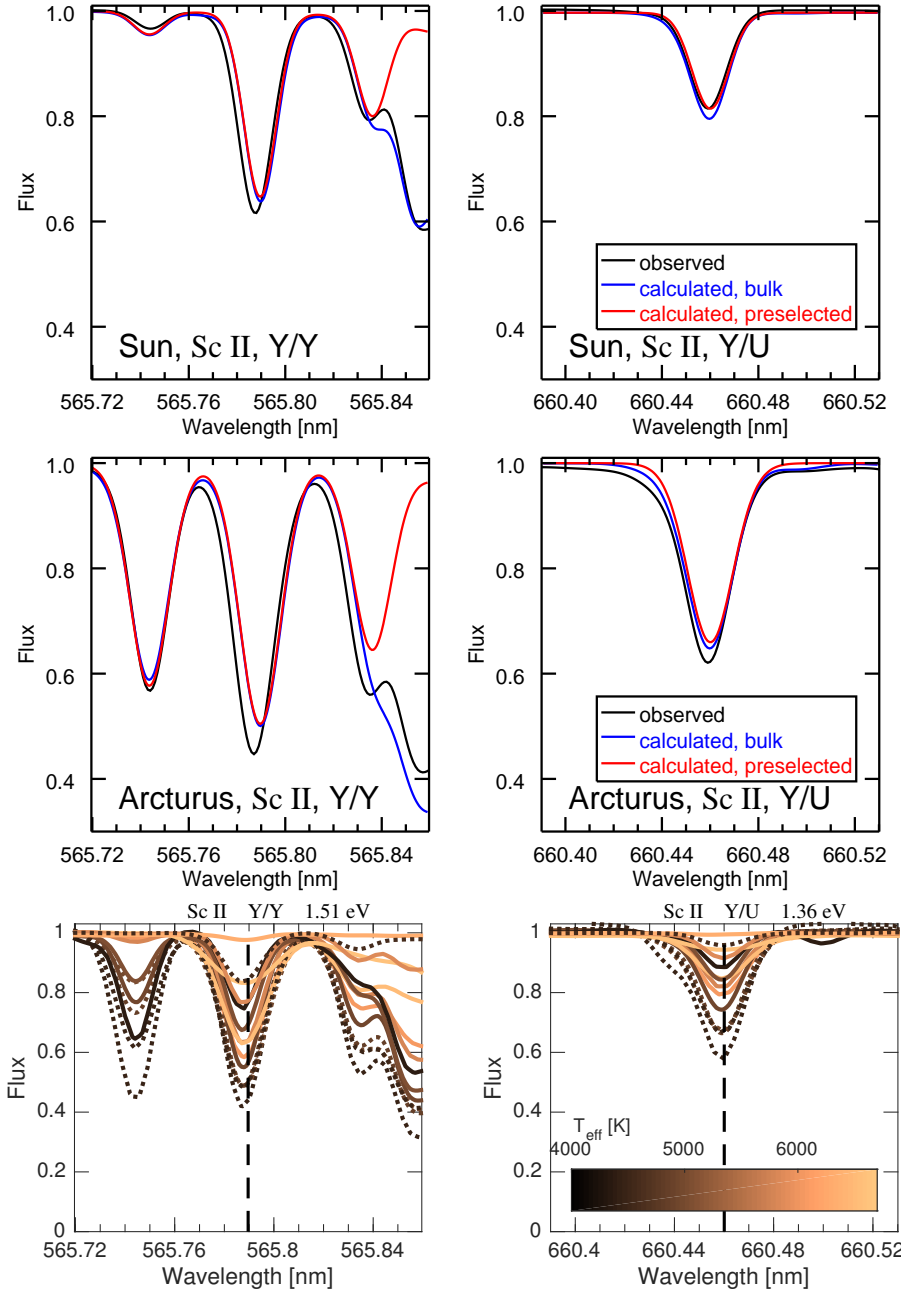 1.0
0.8
0.6
0.4
Flux
Sun, Sc II, Y/Y
565.72 565.76 565.80 565.84
Wavelength [nm]
1.0
0.8
0.6
0.4
Flux
observed
calculated, bulk
calculated, preselected
Sun, Sc II, Y/U
660.40 660.44 660.48 660.52
Wavelength [nm]
1.0
0.8
0.6
0.4
Flux
Arcturus, Sc II, Y/Y
565.72 565.76 565.80 565.84
Wavelength [nm]
1.0
0.8
0.6
0.4
Flux
observed
calculated, bulk
calculated, preselected
Arcturus, Sc II, Y/U
660.40 660.44 660.48 660.52
Wavelength [nm]
Sc II Y/Y 1.51 eV
1
0.8
0.6
0.4
0.2
0
Flux
565.72 565.76 565.8 565.84
Wavelength [nm]
Sc II Y/U 1.36 eV
1
0.8
0.6
0.4
0.2
0
Flux
T_eff [K]
4000 5000 6000
660.4 660.44 660.48 660.52
Wavelength [nm]